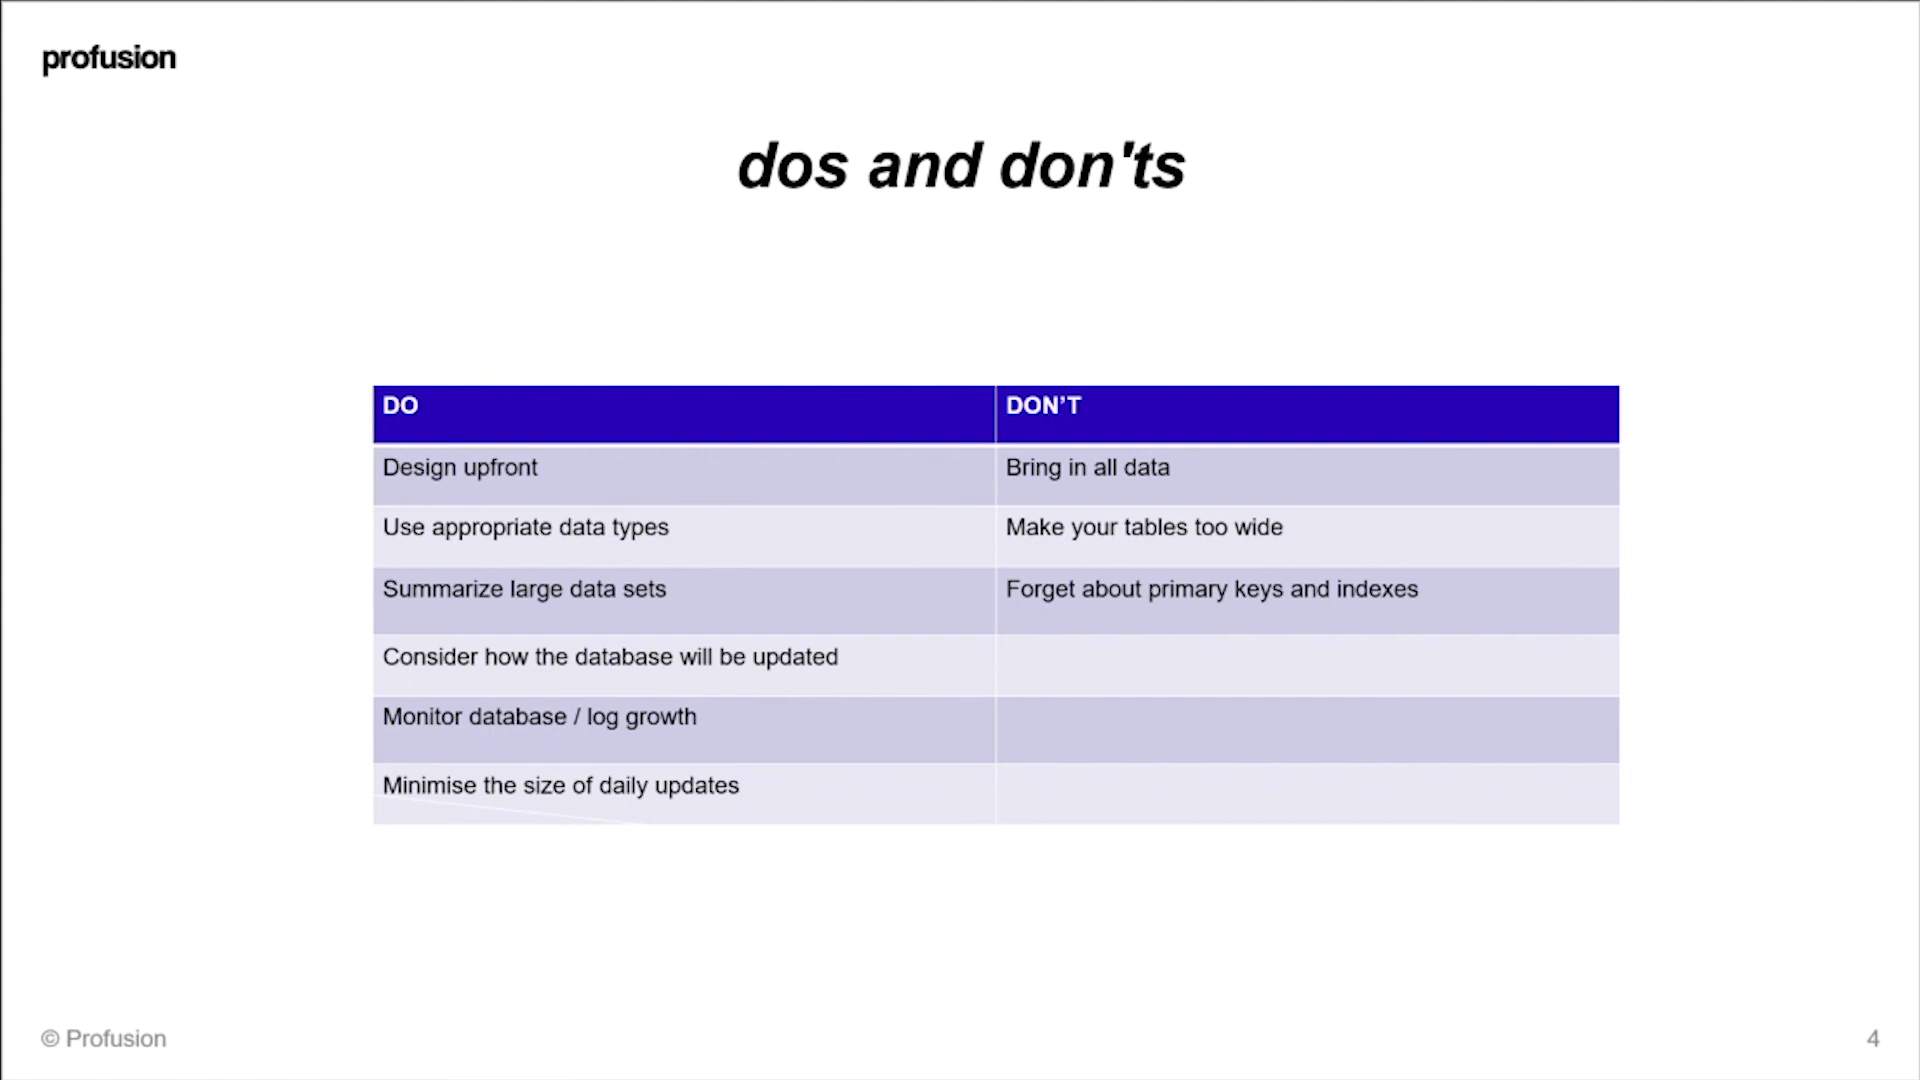 profusion
dos and don'ts
DO
DON’T
Design upfront
Bring in all data
Use appropriate data types
Make your tables too wide
Summarize large data sets
Forget about primary keys and indexes
Consider how the database will be updated
Monitor database / log growth
Minimise the size of daily updates
© Profusion
4